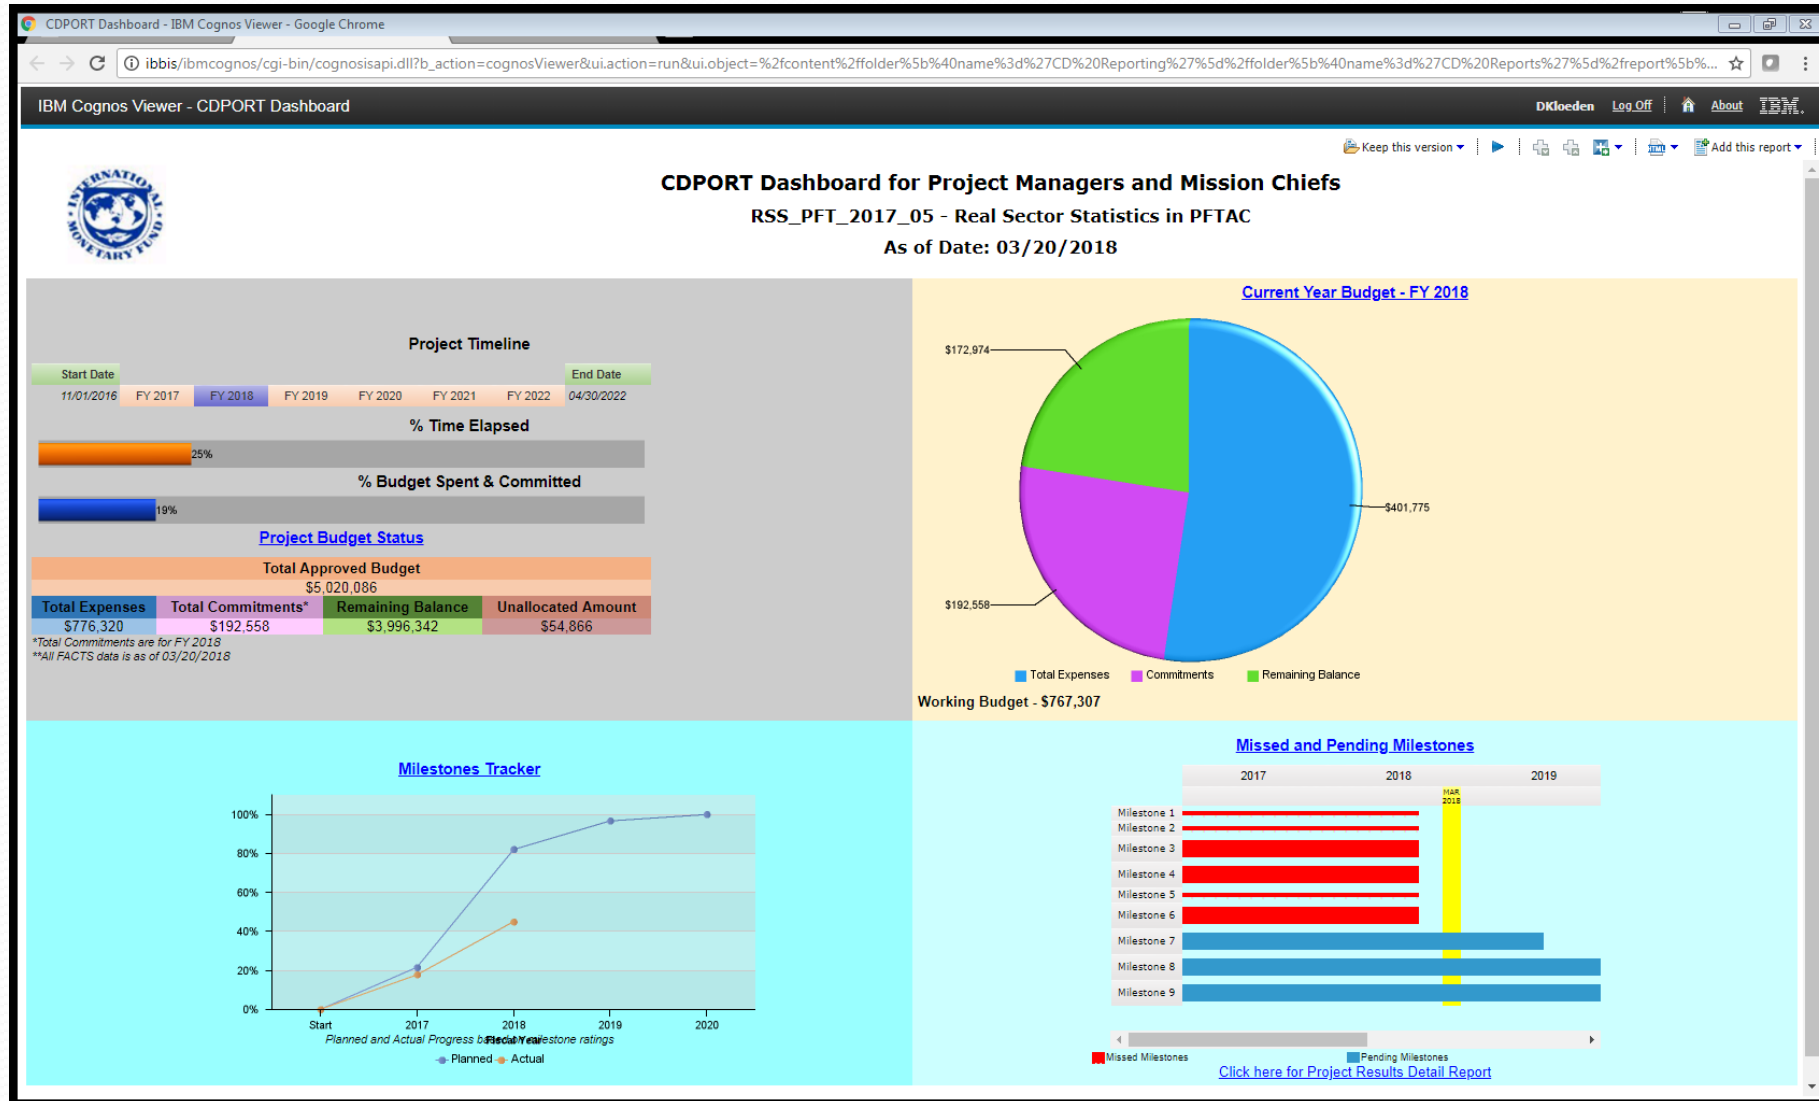 CDPORT Dashboard - IBM Cognos Viewer - Google Chrome
ibbis/ibmcognos/cgi-bin/cognosisapi.dll?b_action=cognosViewer&ui.action=run&ui.object=%2fcontent%2ffolder%5b%40name%3d%27CD%20Reporting%27%5d%2ffolder%5b%40name%3d%27CD%20Reports%27%5d%2freport%5b%...
IBM Cognos Viewer - CDPORT Dashboard
DKloeden Log Off About IBM.
Keep this version Add this report
INTERNATIONAL MONETARY FUND
CDPORT Dashboard for Project Managers and Mission Chiefs
RSS_PFT_2017_05 - Real Sector Statistics in PFTAC
As of Date: 03/20/2018
Project Timeline
Start Date End Date
11/01/2016 FY 2017 FY 2018 FY 2019 FY 2020 FY 2021 FY 2022 04/30/2022
% Time Elapsed
25%
% Budget Spent & Committed
19%
Project Budget Status
Total Approved Budget
$5,020,086
Total Expenses Total Commitments* Remaining Balance Unallocated Amount
$776,320 $192,558 $3,996,342 $54,866
*Total Commitments are for FY 2018
**All FACTS data is as of 03/20/2018
Current Year Budget - FY 2018
$172,974
$401,775
$192,558
Total Expenses Commitments Remaining Balance
Working Budget - $767,307
Milestones Tracker
100%
80%
60%
40%
20%
0%
Start 2017 2018 2019 2020
Fiscal Year
Planned and Actual Progress based on milestone ratings
Planned Actual
Missed and Pending Milestones
2017 2018 2019
MAR
2018
Milestone 1
Milestone 2
Milestone 3
Milestone 4
Milestone 5
Milestone 6
Milestone 7
Milestone 8
Milestone 9
Missed Milestones Pending Milestones
Click here for Project Results Detail Report